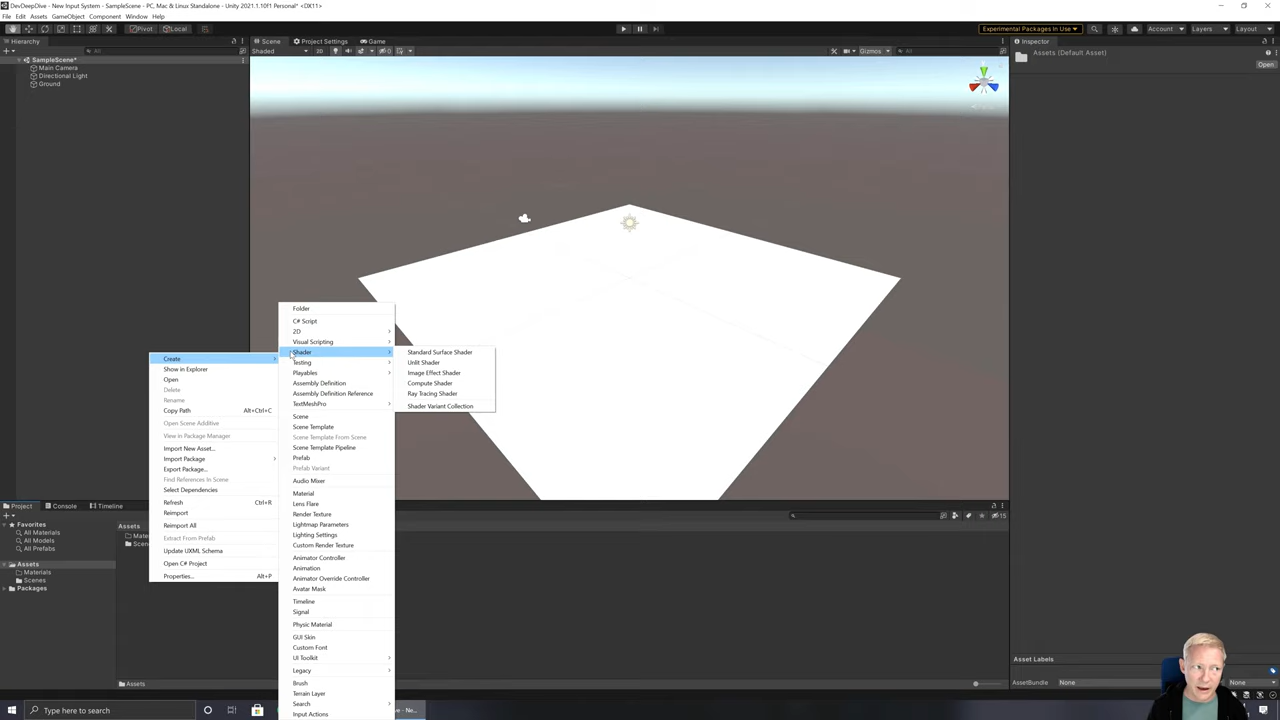 DevDeepDive - New Input System - SampleScene - PC, Mac & Linux Standalone - Unity 2021.1.10f1 Personal* <DX11>
File Edit Assets GameObject Component Window Help
Pivot Local Experimental Packages In Use Account Layers Layout
Hierarchy Scene Project Settings Game Inspector
All Shaded 2D Gizmos All Assets (Default Asset)
Open
SampleScene*
Main Camera
Directional Light
Ground
Create
Show in Explorer
Open
Delete
Rename
Copy Path Alt+Ctrl+C
Open Scene Additive
View in Package Manager
Import New Asset...
Import Package
Export Package...
Find References In Scene
Select Dependencies
Refresh Ctrl+R
Reimport
Reimport All
Extract From Prefab
Update UXML Schema
Open C# Project
Properties... Alt+P
Folder
C# Script
2D
Visual Scripting
Shader
Testing
Playables
Assembly Definition
Assembly Definition Reference
TextMeshPro
Scene
Scene Template
Scene Template From Scene
Scene Template Pipeline
Prefab
Prefab Variant
Audio Mixer
Material
Lens Flare
Render Texture
Lightmap Parameters
Lighting Settings
Custom Render Texture
Animator Controller
Animation
Animator Override Controller
Avatar Mask
Timeline
Signal
Physic Material
GUI Skin
Custom Font
UI Toolkit
Legacy
Brush
Terrain Layer
Search
Input Actions
Standard Surface Shader
Unlit Shader
Image Effect Shader
Compute Shader
Ray Tracing Shader
Shader Variant Collection
Project Console Timeline
15
Favorites
All Materials
All Models
All Prefabs
Assets
Materials
Scenes
Packages
Assets
Mate
Scen
Assets
Asset Labels
AssetBundle None None
Type here to search
- Ne...